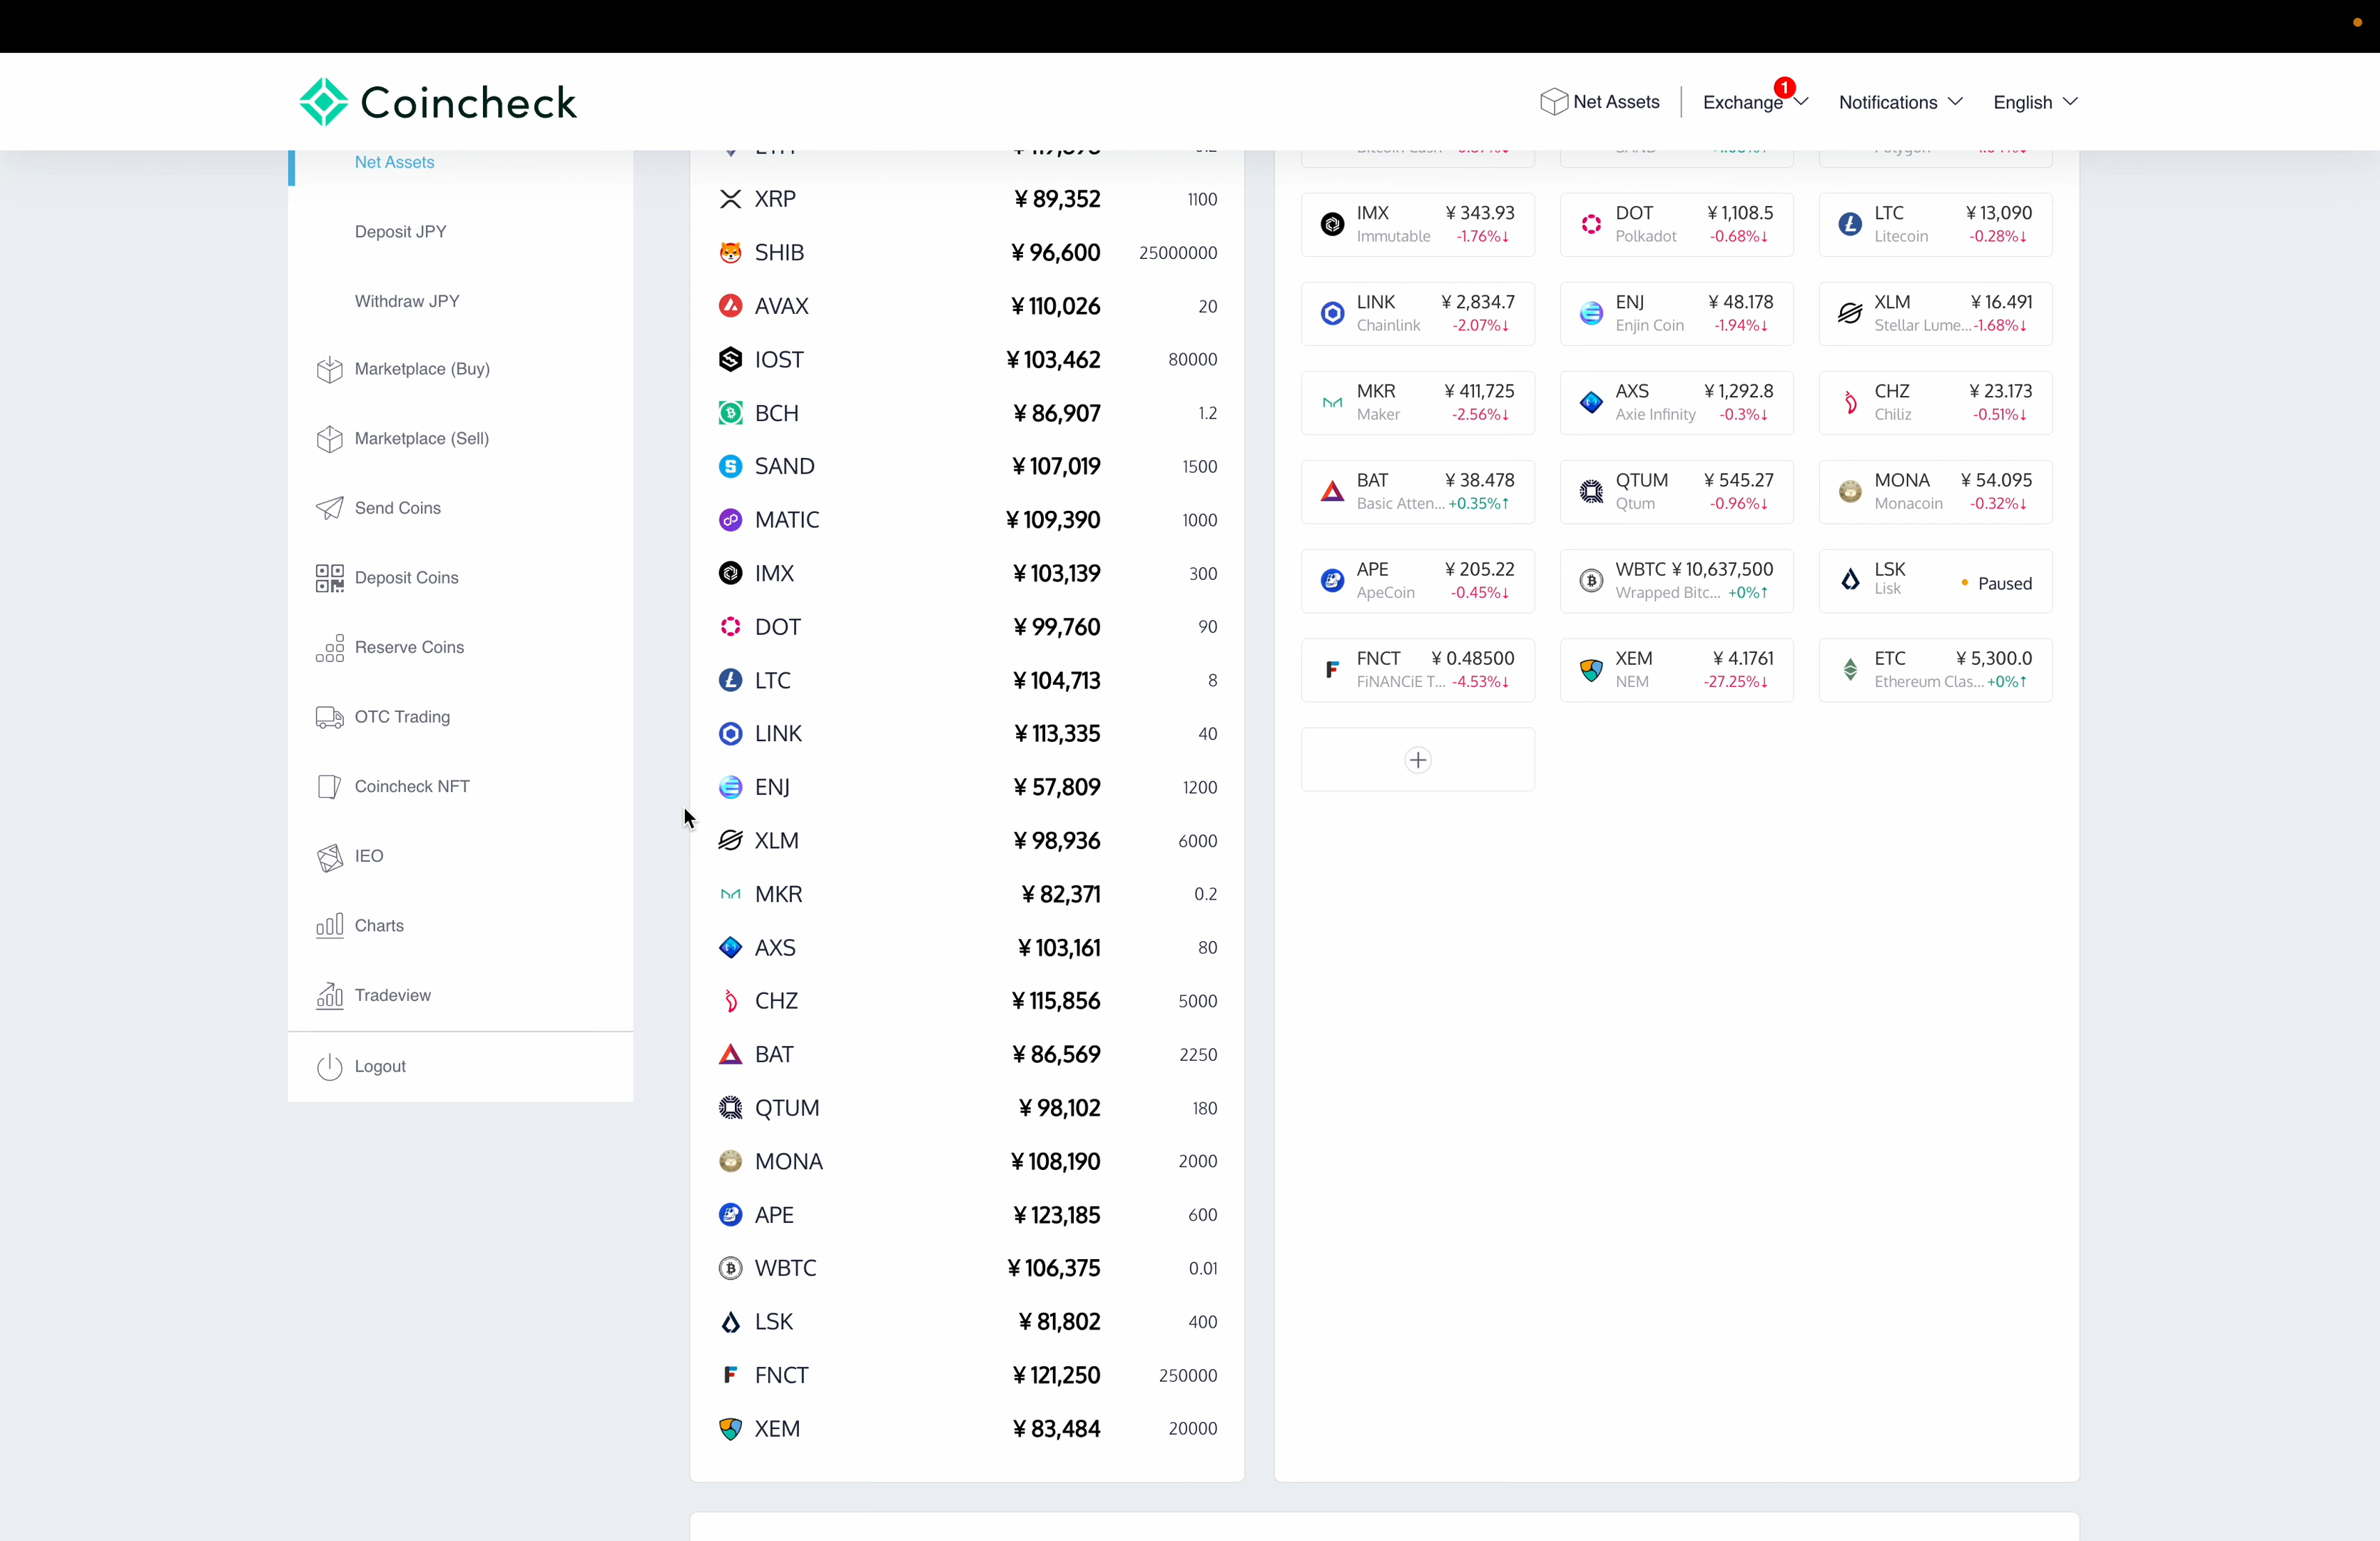 Coincheck
Net Assets
Exchange
1
Notifications
English
Net Assets
Deposit JPY
Withdraw JPY
Marketplace (Buy)
Marketplace (Sell)
Send Coins
Deposit Coins
Reserve Coins
OTC Trading
Coincheck NFT
IEO
Charts
Tradeview
Logout
XRP ¥ 89,352 1100
SHIB ¥ 96,600 25000000
AVAX ¥ 110,026 20
IOST ¥ 103,462 80000
BCH ¥ 86,907 1.2
SAND ¥ 107,019 1500
MATIC ¥ 109,390 1000
IMX ¥ 103,139 300
DOT ¥ 99,760 90
LTC ¥ 104,713 8
LINK ¥ 113,335 40
ENJ ¥ 57,809 1200
XLM ¥ 98,936 6000
MKR ¥ 82,371 0.2
AXS ¥ 103,161 80
CHZ ¥ 115,856 5000
BAT ¥ 86,569 2250
QTUM ¥ 98,102 180
MONA ¥ 108,190 2000
APE ¥ 123,185 600
WBTC ¥ 106,375 0.01
LSK ¥ 81,802 400
FNCT ¥ 121,250 250000
XEM ¥ 83,484 20000
IMX ¥ 343.93
Immutable -1.76%↓
DOT ¥ 1,108.5
Polkadot -0.68%↓
LTC ¥ 13,090
Litecoin -0.28%↓
LINK ¥ 2,834.7
Chainlink -2.07%↓
ENJ ¥ 48.178
Enjin Coin -1.94%↓
XLM ¥ 16.491
Stellar Lume... -1.68%↓
MKR ¥ 411,725
Maker -2.56%↓
AXS ¥ 1,292.8
Axie Infinity -0.3%↓
CHZ ¥ 23.173
Chiliz -0.51%↓
BAT ¥ 38.478
Basic Atten... +0.35%↑
QTUM ¥ 545.27
Qtum -0.96%↓
MONA ¥ 54.095
Monacoin -0.32%↓
APE ¥ 205.22
ApeCoin -0.45%↓
WBTC ¥ 10,637,500
Wrapped Bitc... +0%↑
LSK
Lisk
Paused
FNCT ¥ 0.48500
FiNANCiE T... -4.53%↓
XEM ¥ 4.1761
NEM -27.25%↓
ETC ¥ 5,300.0
Ethereum Clas... +0%↑